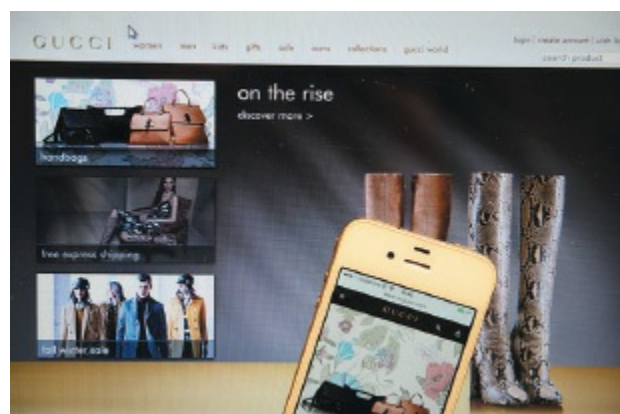 GUCCI
women men kids gifts sale collections gucci world
login | create account | wish
search product
on the rise
discover more >
handbags
free express shipping
fall winter sale
GUCCI